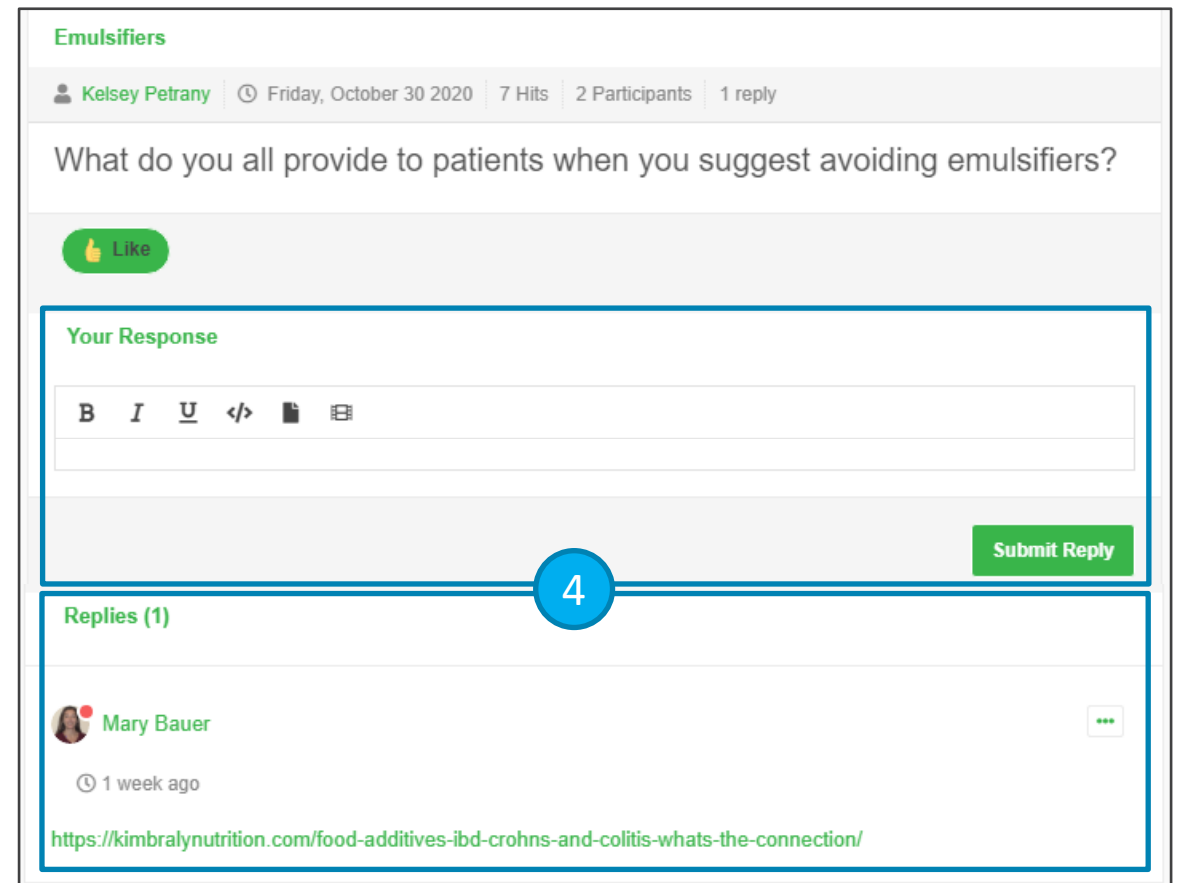 Emulsifiers
Kelsey Petrany Friday, October 30 2020 7 Hits 2 Participants 1 reply
What do you all provide to patients when you suggest avoiding emulsifiers?
Like
Your Response
B I U </>
Submit Reply
4
Replies (1)
Mary Bauer
1 week ago
https://kimbralynutrition.com/food-additives-ibd-crohns-and-colitis-whats-the-connection/